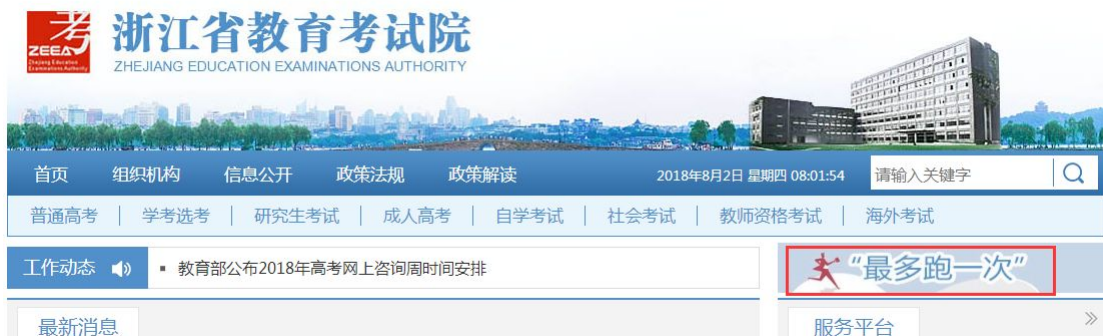 考
ZEEA
Zhejiang Education
Examinations Authority
浙江省教育考试院
ZHEJIANG EDUCATION EXAMINATIONS AUTHORITY
首页 组织机构 信息公开 政策法规 政策解读 2018年8月2日 星期四 08:01:54 请输入关键字
普通高考 | 学考选考 | 研究生考试 | 成人高考 | 自学考试 | 社会考试 | 教师资格考试 | 海外考试
工作动态 ▪ 教育部公布2018年高考网上咨询周时间安排
“最多跑一次”
最新消息
服务平台 »